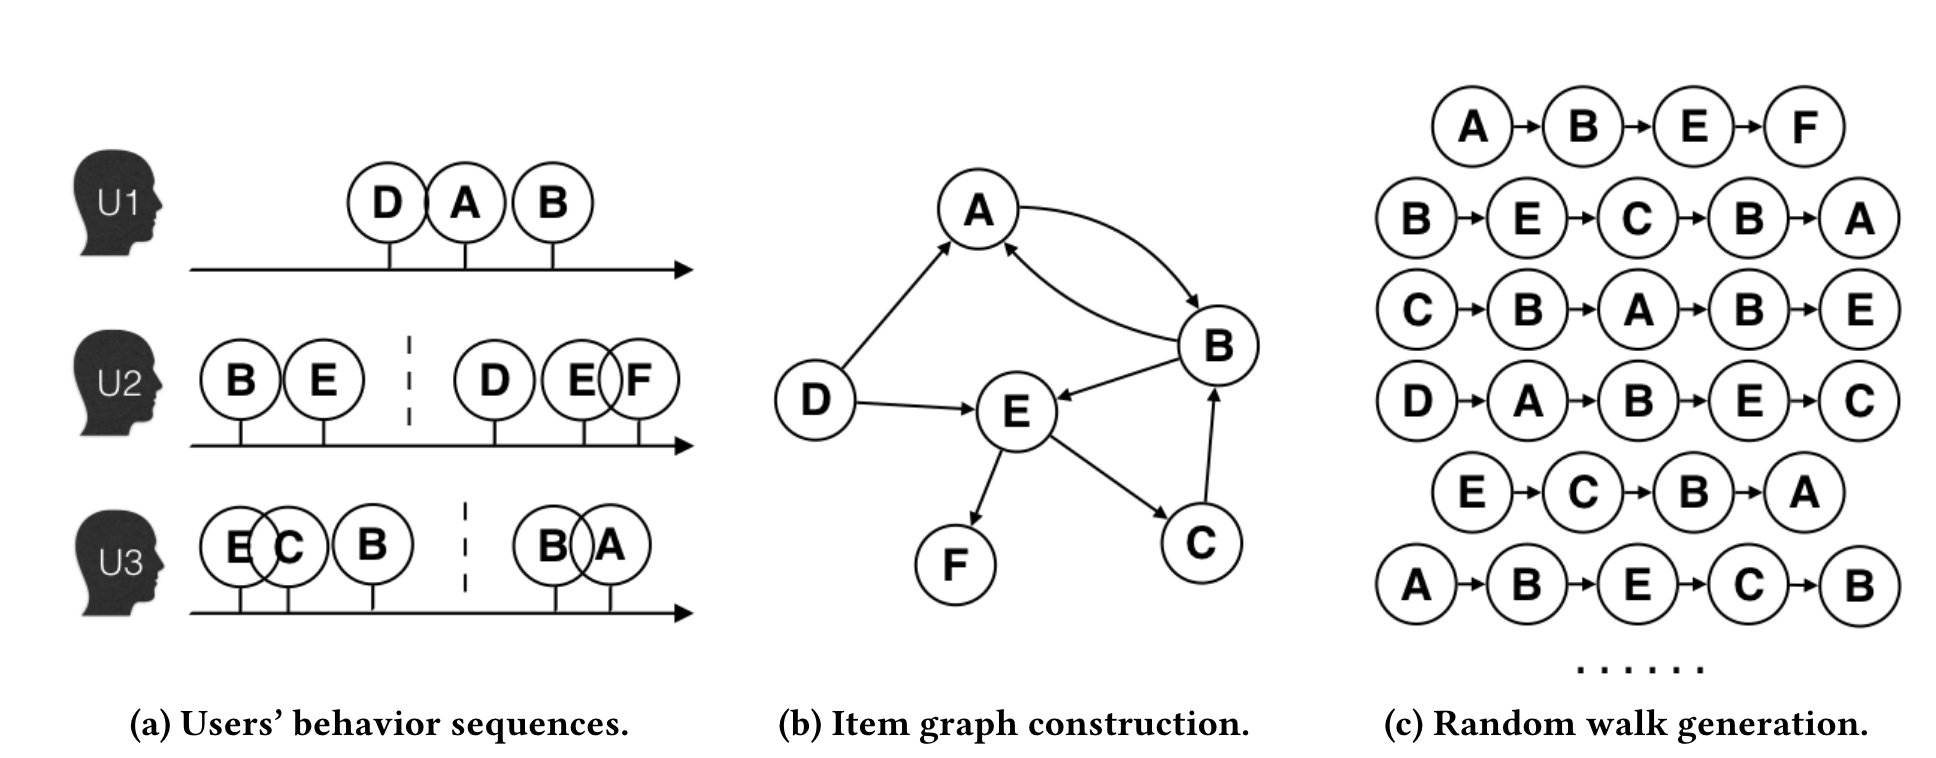 U1
D A B
U2
B E D E F
U3
E C B B A
(a) Users’ behavior sequences.
A
B
D
E
C
F
(b) Item graph construction.
A B E F
B E C B A
C B A B E
D A B E C
E C B A
A B E C B
......
(c) Random walk generation.